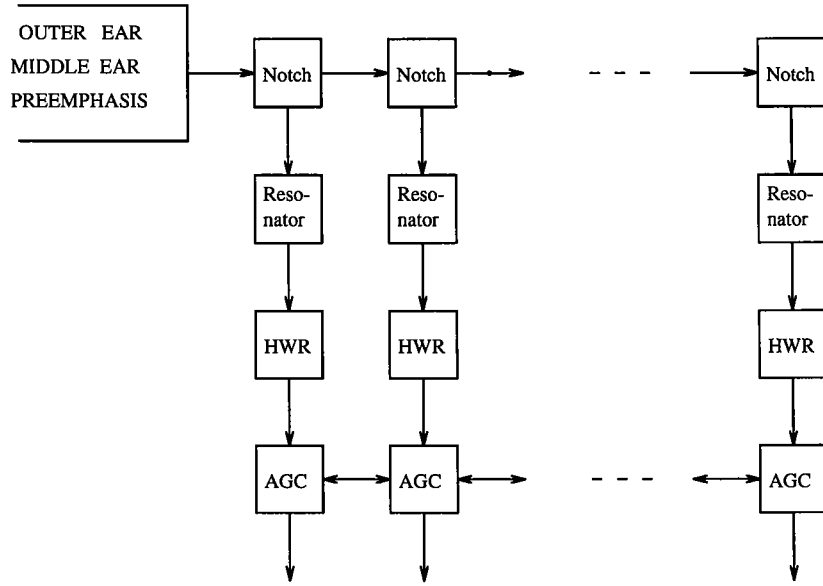 OUTER EAR
MIDDLE EAR
PREEMPHASIS
Notch
Notch
Notch
Reso-
nator
Reso-
nator
Reso-
nator
HWR
HWR
HWR
AGC
AGC
AGC